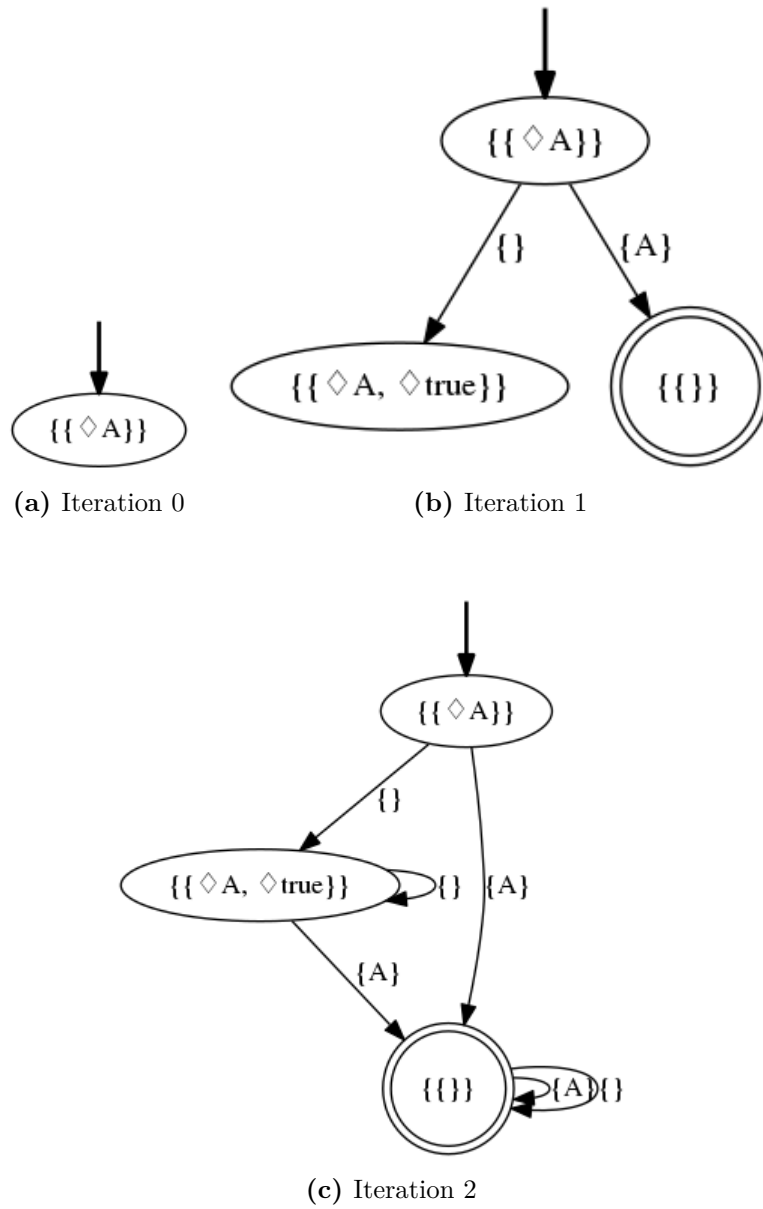 {{◇A}}
{}
{A}
{{◇A, ◇true}}
{{}}
{{◇A}}
(a) Iteration 0
(b) Iteration 1
{{◇A}}
{}
{{◇A, ◇true}}
{}
{A}
{A}
{{}}
{A}
{}
(c) Iteration 2